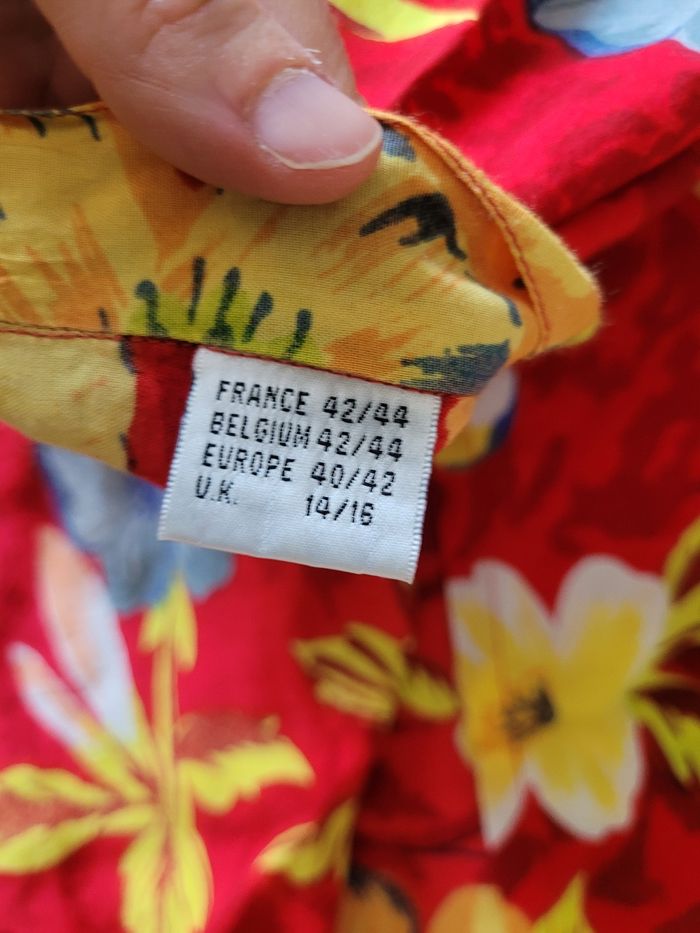 FRANCE 42/44
BELGIUM 42/44
EUROPE 40/42
U.K. 14/16